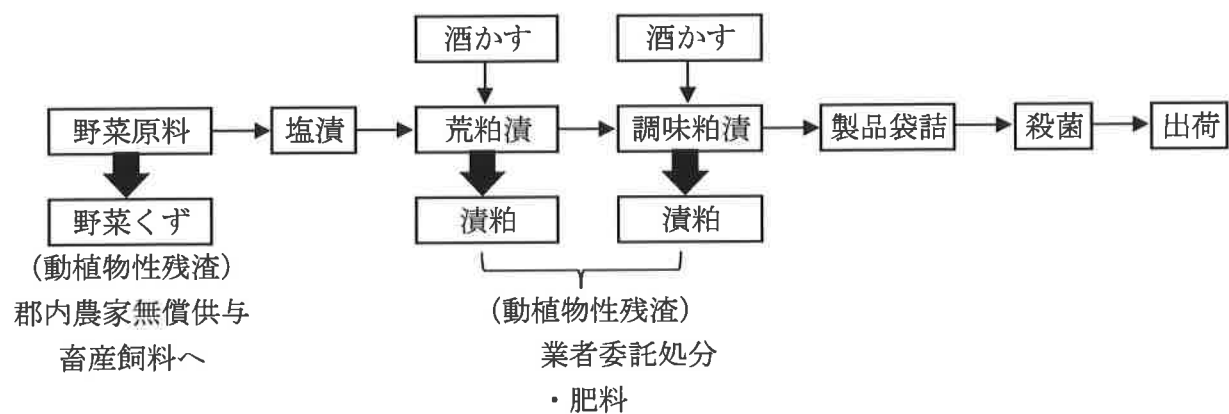 酒かす
酒かす
野菜原料
塩漬
荒粕漬
調味粕漬
製品袋詰
殺菌
出荷
野菜くず
漬粕
漬粕
(動植物性残渣)
郡内農家無償供与
畜産飼料へ
(動植物性残渣)
業者委託処分
・肥料